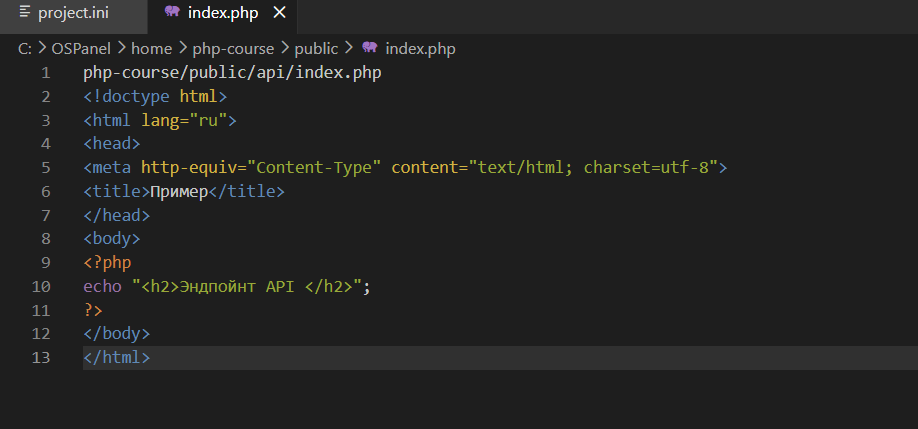 project.ini index.php
C: > OSPanel > home > php-course > public > index.php
1 php-course/public/api/index.php
2 <!doctype html>
3 <html lang="ru">
4 <head>
5 <meta http-equiv="Content-Type" content="text/html; charset=utf-8">
6 <title>Пример</title>
7 </head>
8 <body>
9 <?php
10 echo "<h2>Эндпойнт API </h2>";
11 ?>
12 </body>
13 </html>